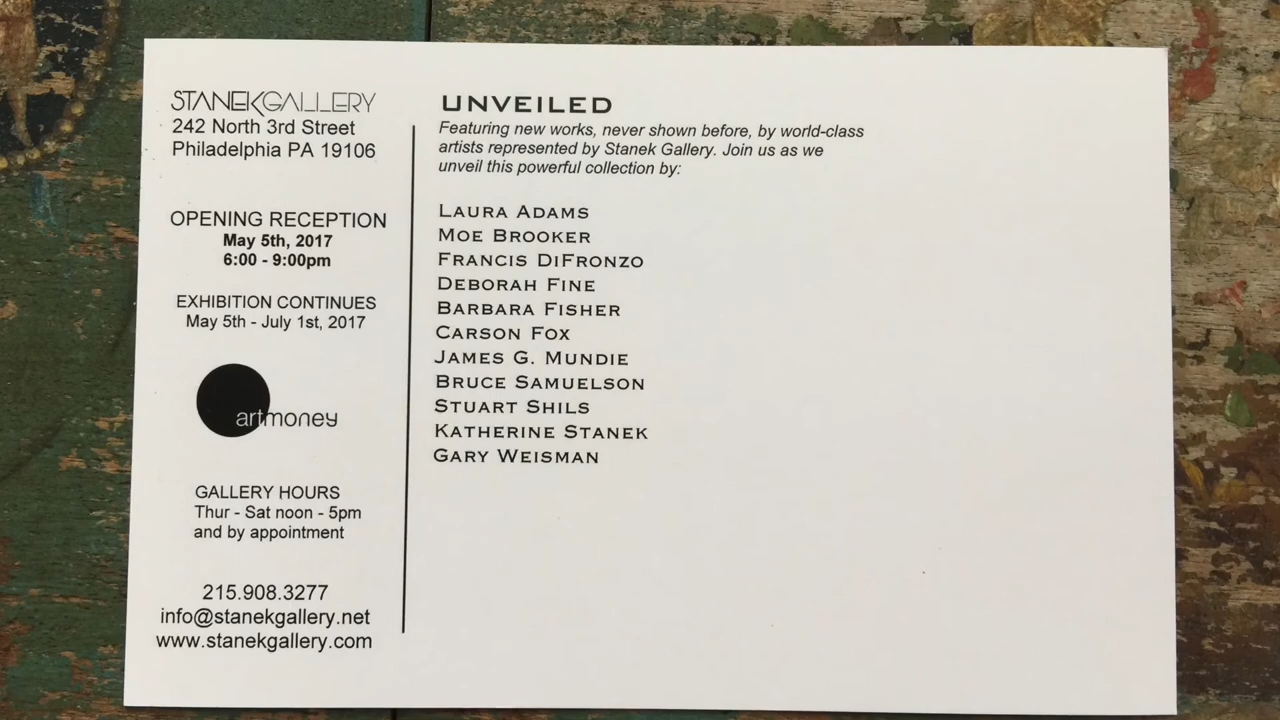 STANEKGALLERY
242 North 3rd Street
Philadelphia PA 19106
OPENING RECEPTION
May 5th, 2017
6:00 - 9:00pm
EXHIBITION CONTINUES
May 5th - July 1st, 2017
artmoney
GALLERY HOURS
Thur - Sat noon - 5pm
and by appointment
215.908.3277
info@stanekgallery.net
www.stanekgallery.com
UNVEILED
Featuring new works, never shown before, by world-class
artists represented by Stanek Gallery. Join us as we
unveil this powerful collection by:
LAURA ADAMS
MOE BROOKER
FRANCIS DIFRONZO
DEBORAH FINE
BARBARA FISHER
CARSON FOX
JAMES G. MUNDIE
BRUCE SAMUELSON
STUART SHILS
KATHERINE STANEK
GARY WEISMAN